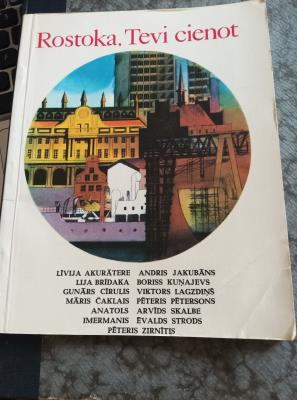 Rostoka, Tevi cienot
LĪVIJA AKURĀTERE ANDRIS JAKUBĀNS
LIJA BRĪDAKA BORISS KUŅAJEVS
GUNĀRS CĪRULIS VIKTORS LAGZDIŅŠ
MĀRIS ČAKLAIS PĒTERIS PĒTERSONS
ANATOLS ARVĪDS SKALBE
IMERMANIS ĒVALDS STRODS
PĒTERIS ZIRNĪTIS